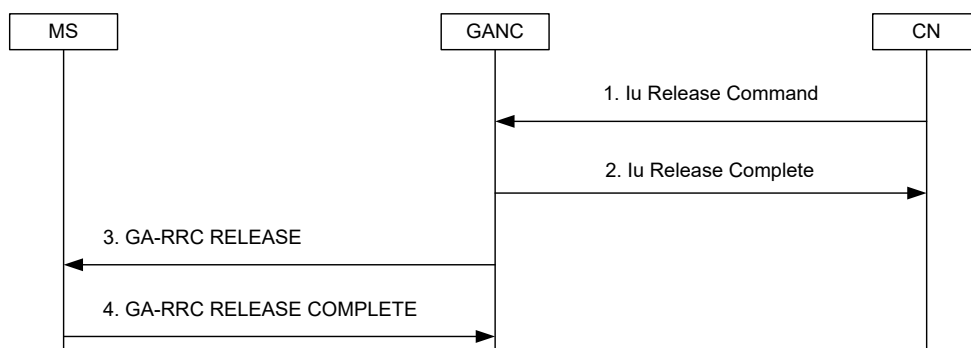 MS
GANC
CN
1. Iu Release Command
2. Iu Release Complete
3. GA-RRC RELEASE
4. GA-RRC RELEASE COMPLETE